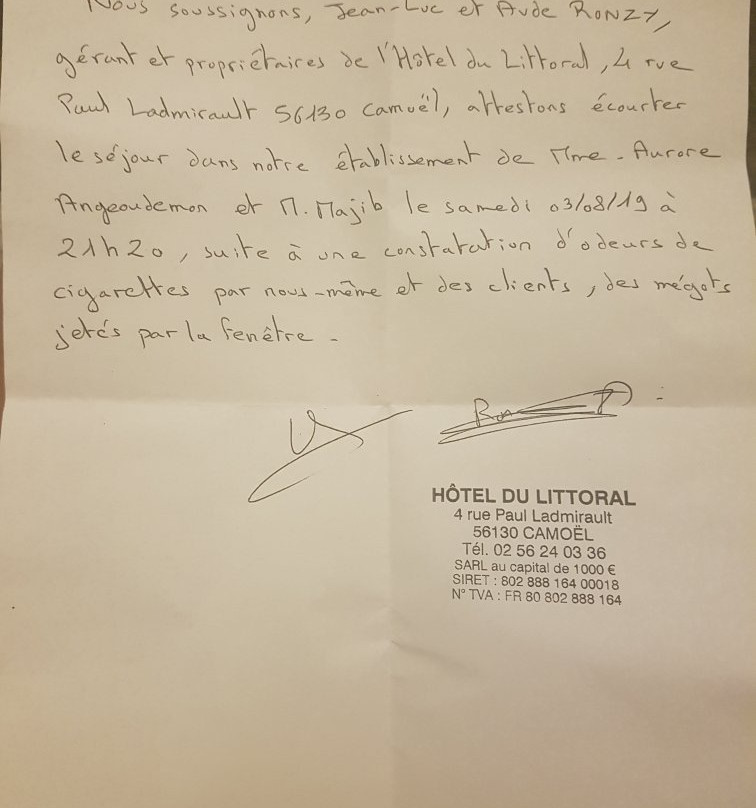 Nous soussignons, Jean-Luc et Aude RONZY,
gérant et propriétaires de l'Hôtel du Littoral, 4 rue
Paul Ladmirault 56130 Camoël, attestons écourter
le séjour dans notre établissement de Mme. Aurore
Angeoudemon et M. Majib le samedi 03/08/19 à
21h20, suite à une constatation d'odeurs de
cigarettes par nous-même et des clients, des mégots
jetés par la fenêtre.
HÔTEL DU LITTORAL
4 rue Paul Ladmirault
56130 CAMOËL
Tél. 02 56 24 03 36
SARL au capital de 1000 €
SIRET : 802 888 164 00018
N° TVA : FR 80 802 888 164